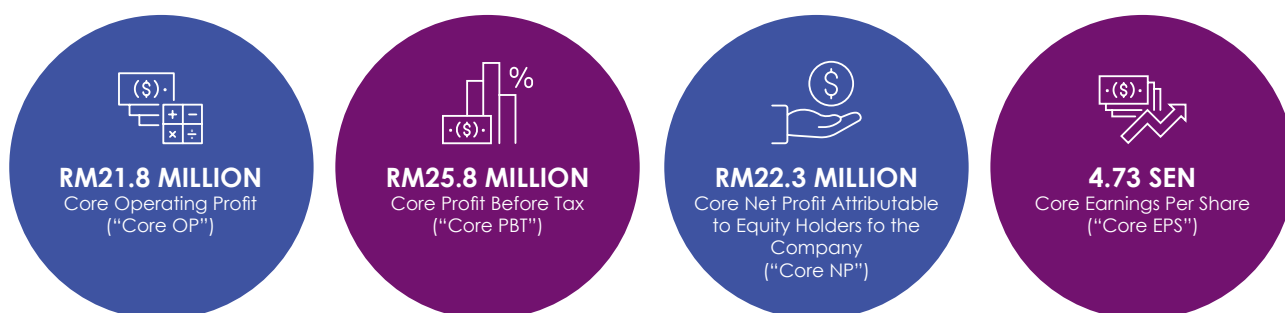 ($)
+ −
× ÷
RM21.8 MILLION
Core Operating Profit
(“Core OP”)
%
($)
RM25.8 MILLION
Core Profit Before Tax
(“Core PBT”)
$
RM22.3 MILLION
Core Net Profit Attributable
to Equity Holders fo the
Company
(“Core NP”)
($)
4.73 SEN
Core Earnings Per Share
(“Core EPS”)